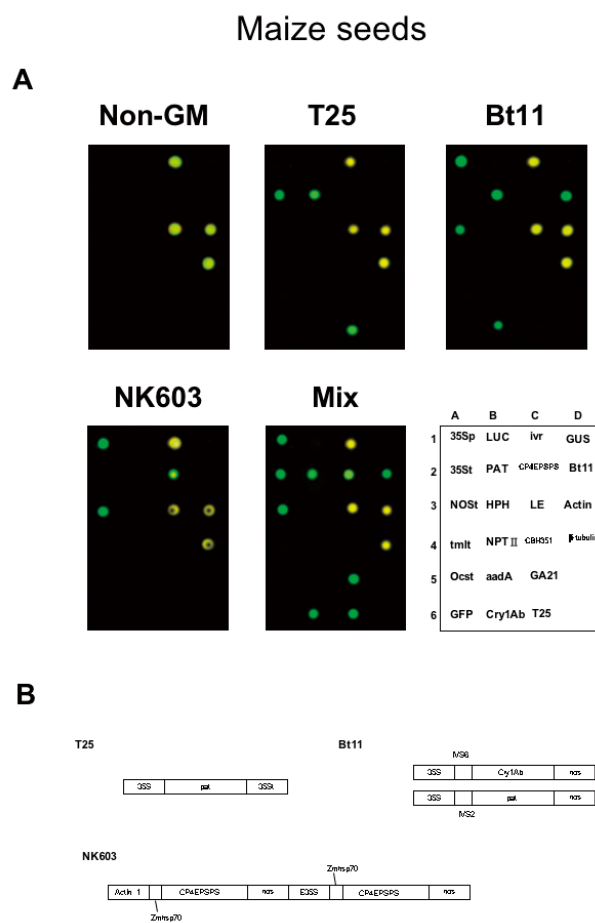 Maize seeds
A
Non-GM T25 Bt11
NK603 Mix
A B C D
1 35Sp LUC ivr GUS
2 35St PAT CP4EPSPS Bt11
3 NOSt HPH LE Actin
4 tmlt NPT II CBH351 β tubulin
5 Ocst aadA GA21
6 GFP Cry1Ab T25
B
T25 Bt11
IVS6
35S pat 35St
35S Cry1Ab nos
35S pat nos
IVS2
NK603
Zmhsp70
Actin 1 CP4EPSPS nos E35S CP4EPSPS nos
Zmhsp70